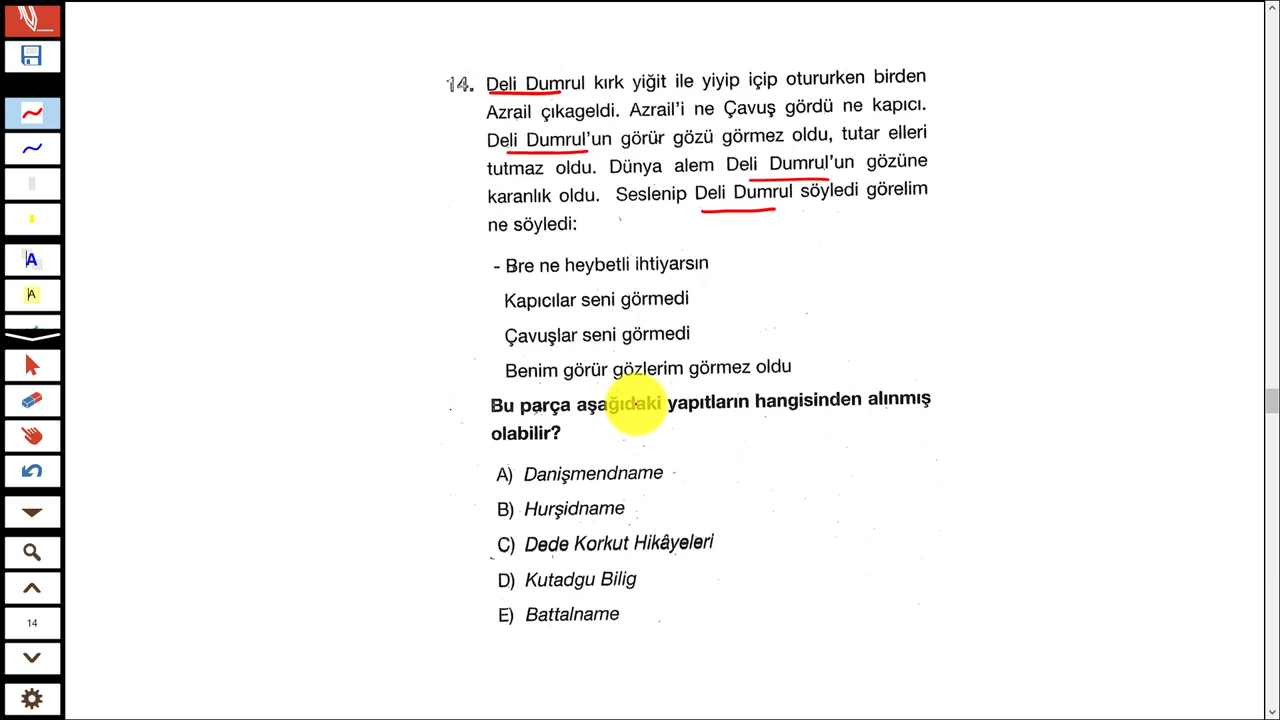 14. Deli Dumrul kırk yiğit ile yiyip içip otururken birden
Azrail çıkageldi. Azrail'i ne Çavuş gördü ne kapıcı.
Deli Dumrul'un görür gözü görmez oldu, tutar elleri
tutmaz oldu. Dünya alem Deli Dumrul'un gözüne
karanlık oldu. Seslenip Deli Dumrul söyledi görelim
ne söyledi:
- Bre ne heybetli ihtiyarsın
Kapıcılar seni görmedi
Çavuşlar seni görmedi
Benim görür gözlerim görmez oldu
Bu parça aşağıdaki yapıtların hangisinden alınmış
olabilir?
A) Danişmendname
B) Hurşidname
C) Dede Korkut Hikâyeleri
D) Kutadgu Bilig
E) Battalname
A
A
14